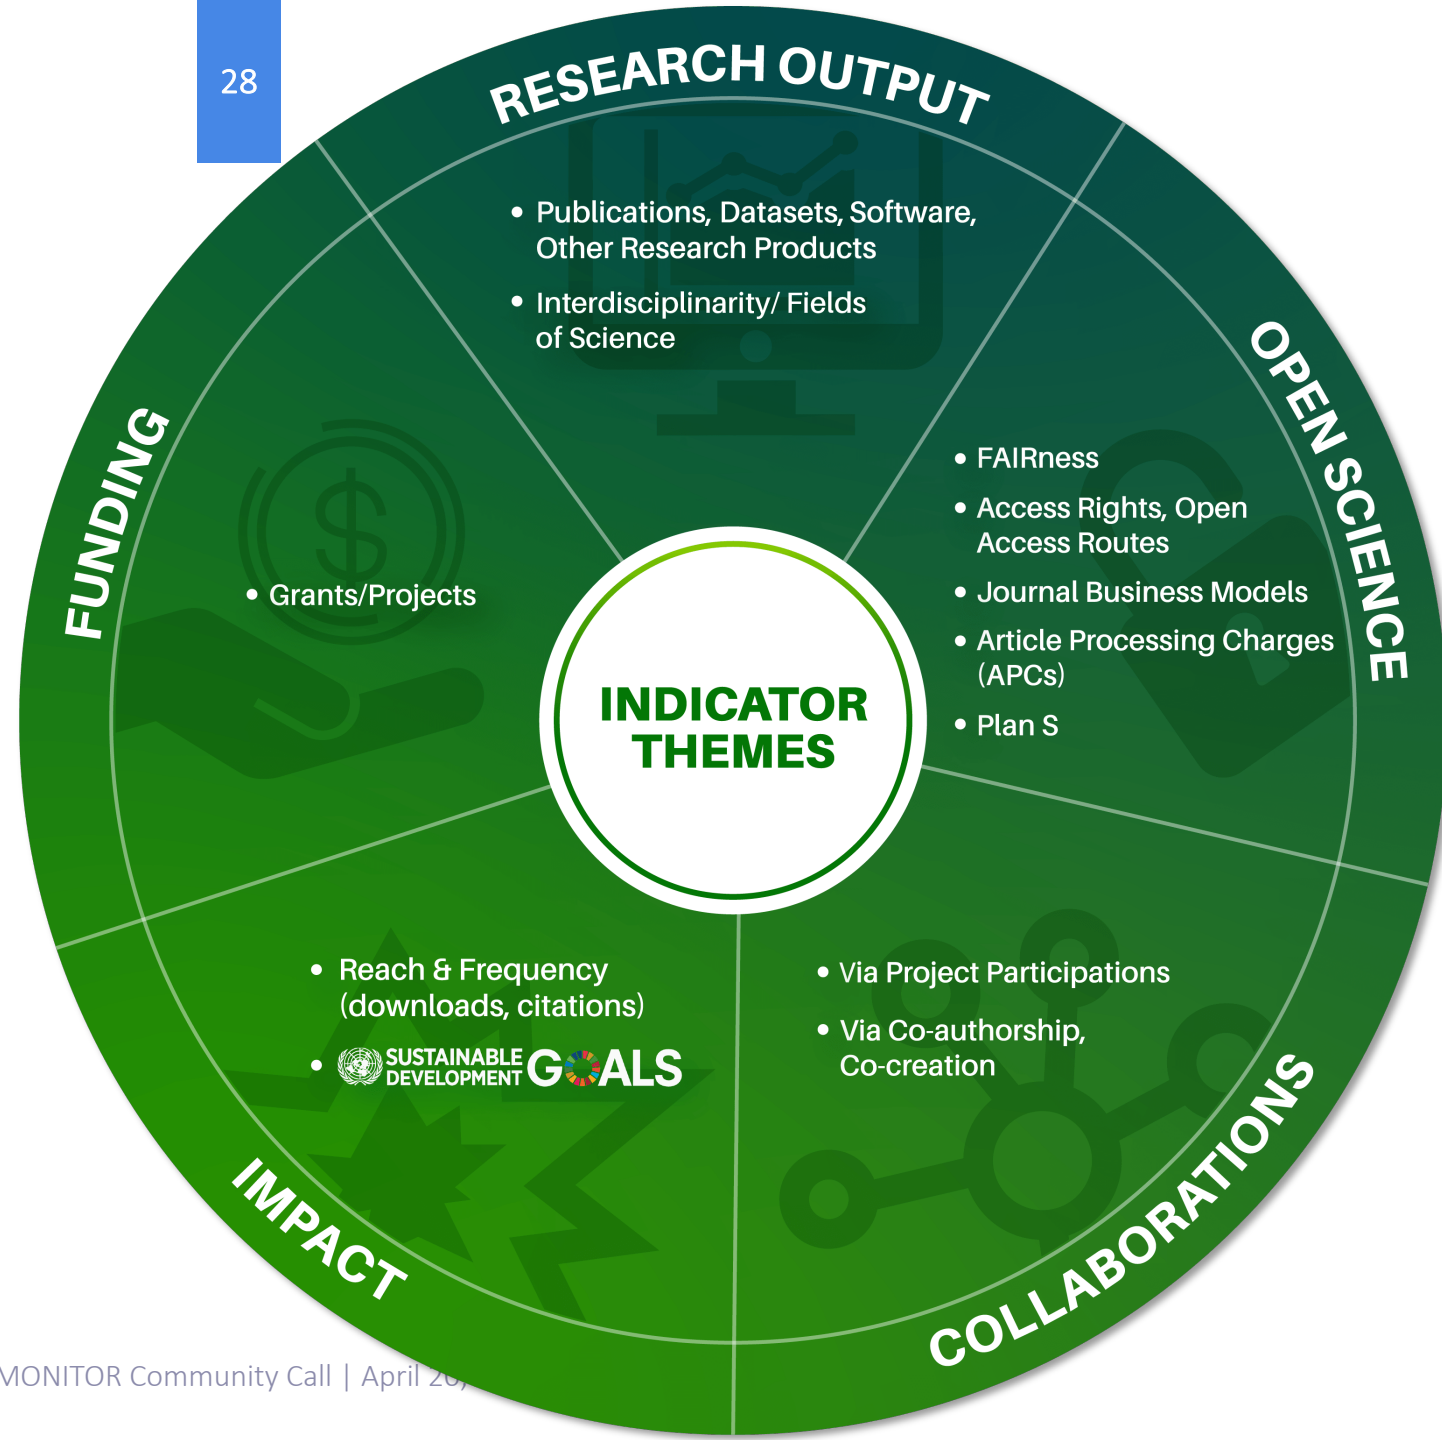 28
RESEARCH OUTPUT
• Publications, Datasets, Software,
Other Research Products
• Interdisciplinarity/ Fields
of Science
OPEN SCIENCE
• FAIRness
• Access Rights, Open
Access Routes
• Journal Business Models
• Article Processing Charges
(APCs)
• Plan S
FUNDING
• Grants/Projects
INDICATOR
THEMES
IMPACT
• Reach & Frequency
(downloads, citations)
• SUSTAINABLE
DEVELOPMENT GOALS
COLLABORATIONS
• Via Project Participations
• Via Co-authorship,
Co-creation
MONITOR Community Call | April 26,